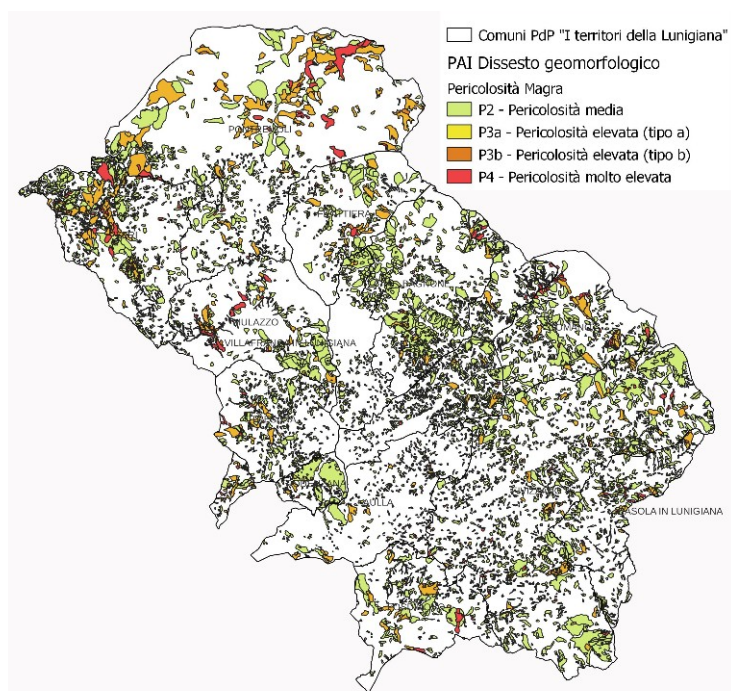 Comuni PdP "I territori della Lunigiana"
PAI Dissesto geomorfologico
Pericolosità Magra
P2 - Pericolosità media
P3a - Pericolosità elevata (tipo a)
P3b - Pericolosità elevata (tipo b)
P4 - Pericolosità molto elevata
PONTREMOLI
BAGNONE
MULAZZO
VILLAFRANCA IN LUNIGIANA
AULLA
CASOLA IN LUNIGIANA